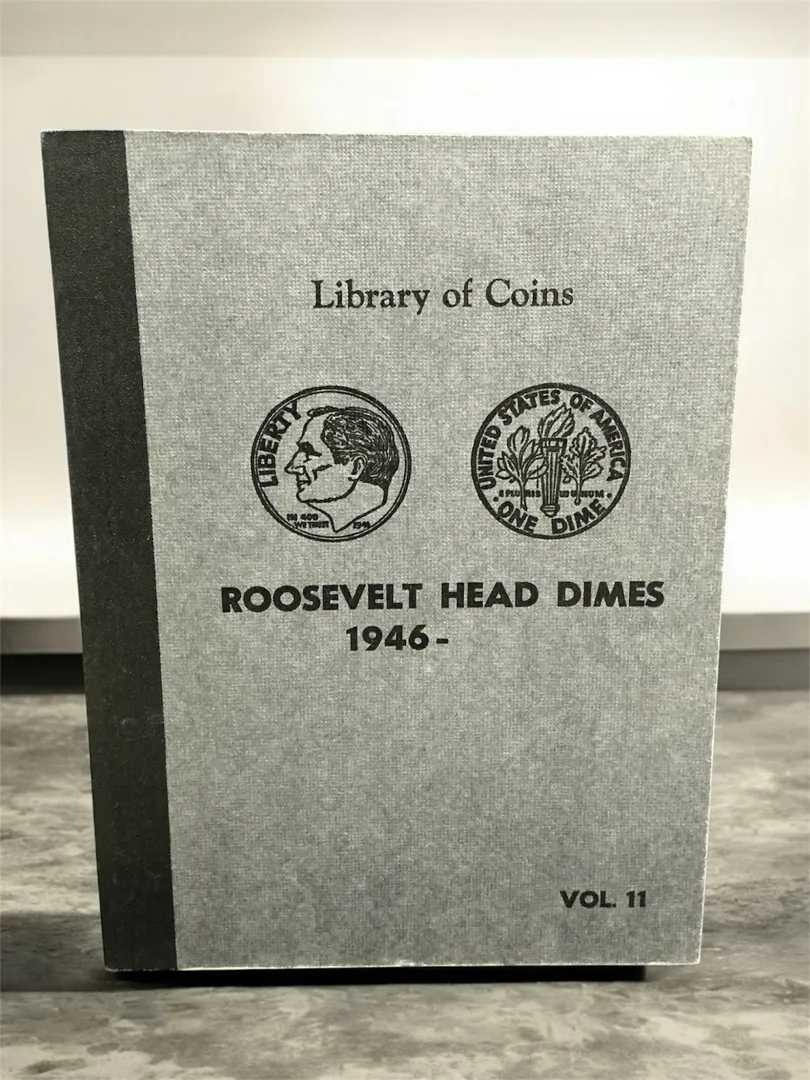 Library of Coins
LIBERTY
IN GOD
WE TRUST
1946
UNITED STATES OF AMERICA
E PLURIBUS UNUM
· ONE DIME ·
ROOSEVELT HEAD DIMES
1946-
VOL. 11